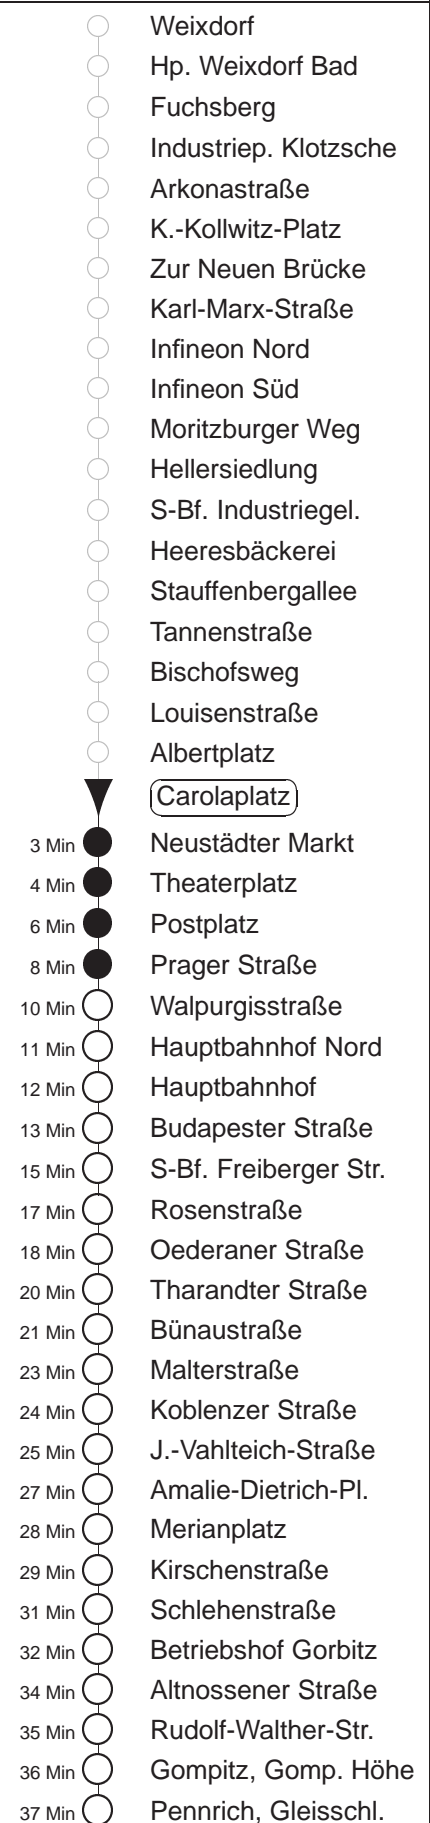 Weixdorf
Hp. Weixdorf Bad
Fuchsberg
Industriep. Klotzsche
Arkonastraße
K.-Kollwitz-Platz
Zur Neuen Brücke
Karl-Marx-Straße
Infineon Nord
Infineon Süd
Moritzburger Weg
Hellersiedlung
S-Bf. Industriegel.
Heeresbäckerei
Stauffenbergallee
Tannenstraße
Bischofsweg
Louisenstraße
Albertplatz
Carolaplatz
3 Min Neustädter Markt
4 Min Theaterplatz
6 Min Postplatz
8 Min Prager Straße
10 Min Walpurgisstraße
11 Min Hauptbahnhof Nord
12 Min Hauptbahnhof
13 Min Budapester Straße
15 Min S-Bf. Freiberger Str.
17 Min Rosenstraße
18 Min Oederaner Straße
20 Min Tharandter Straße
21 Min Bünaustraße
23 Min Malterstraße
24 Min Koblenzer Straße
25 Min J.-Vahlteich-Straße
27 Min Amalie-Dietrich-Pl.
28 Min Merianplatz
29 Min Kirschenstraße
31 Min Schlehenstraße
32 Min Betriebshof Gorbitz
34 Min Altnossener Straße
35 Min Rudolf-Walther-Str.
36 Min Gompitz, Gomp. Höhe
37 Min Pennrich, Gleisschl.